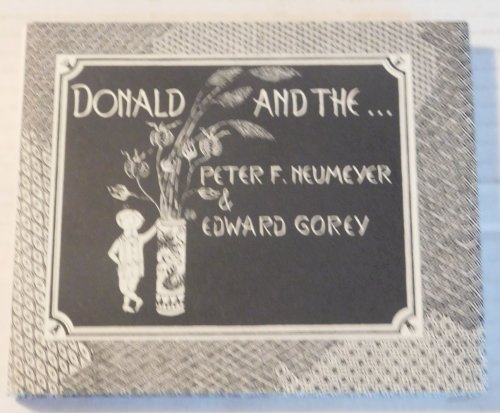 DONALD AND THE...
PETER F. NEUMEYER
&
EDWARD GOREY